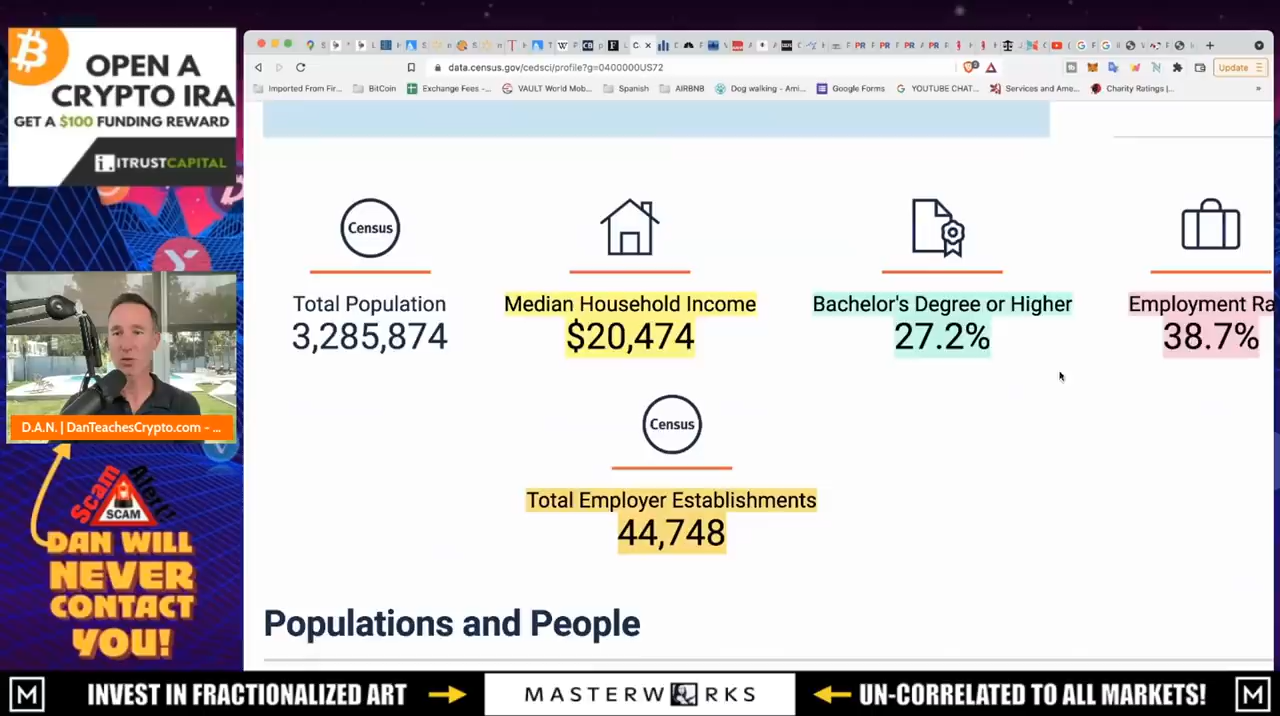 OPEN A
CRYPTO IRA
GET A $100 FUNDING REWARD
i. ITRUSTCAPITAL
D.A.N. | DanTeachesCrypto.com - ...
Scam Alert!
SCAM
DAN WILL
NEVER
CONTACT
YOU!
data.census.gov/cedsci/profile?g=0400000US72
Update
Imported From Fir...
BitCoin
Exchange Fees -...
VAULT World Mob...
Spanish
AIRBNB
Dog walking - Ami...
Google Forms
YOUTUBE CHAT...
Services and Ame...
Charity Ratings |...
Census
Total Population
3,285,874
Median Household Income
$20,474
Bachelor's Degree or Higher
27.2%
Employment Ra
38.7%
Census
Total Employer Establishments
44,748
Populations and People
M INVEST IN FRACTIONALIZED ART
MASTERWORKS
UN-CORRELATED TO ALL MARKETS! M